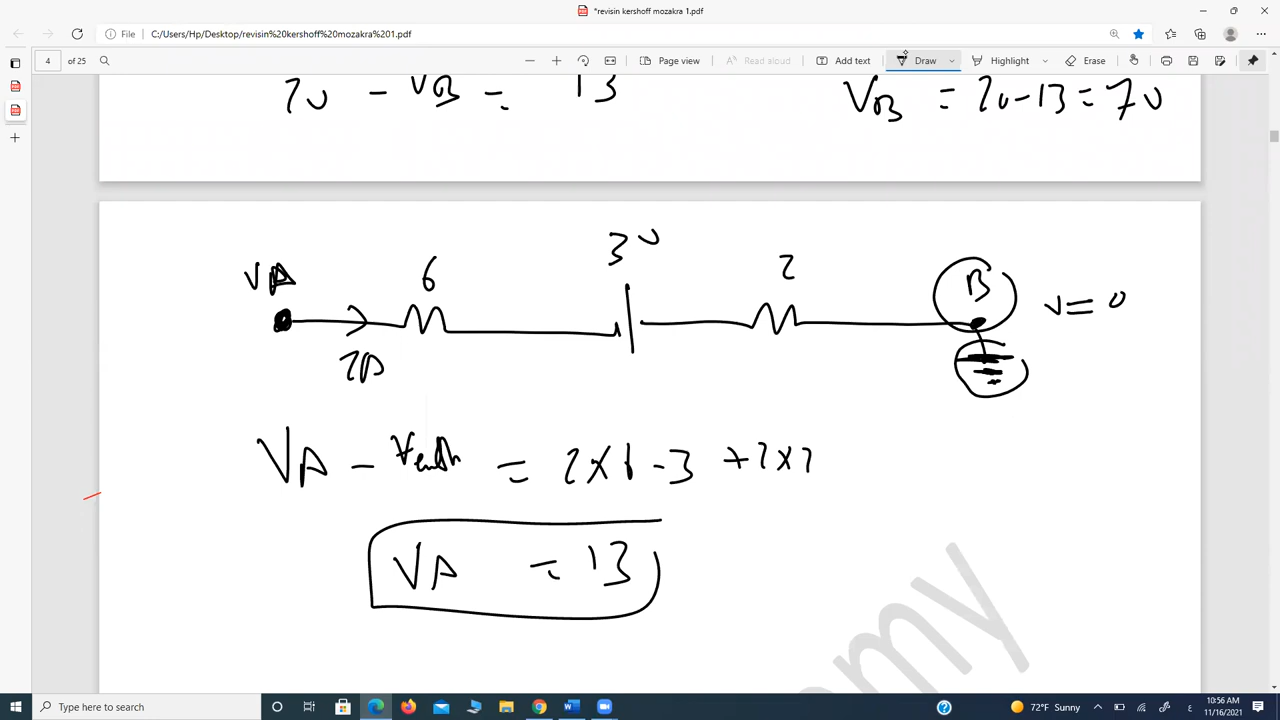 *revisin kershoff mozakra 1.pdf
File C:/Users/Hp/Desktop/revisin%20kershoff%20mozakra%201.pdf
4 of 25 Page view Read aloud Add text Draw Highlight Erase
20 - VB = 13 VB = 20-13 = 7v
3v
VA 6 2 B
v = 0
2A
VA - Vearth = 2×6 - 3 + 2×2
VA = 13
my
Type here to search 72°F Sunny ع 10:56 AM
11/16/2021